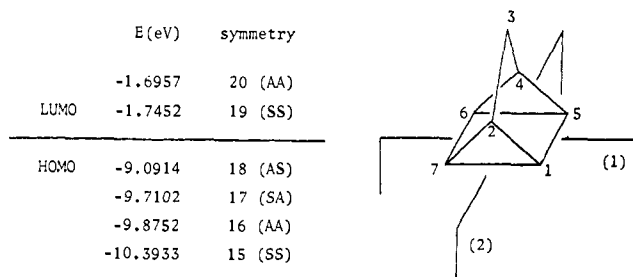 E(eV) symmetry
-1.6957 20 (AA)
LUMO -1.7452 19 (SS)
HOMO -9.0914 18 (AS)
-9.7102 17 (SA)
-9.8752 16 (AA)
-10.3933 15 (SS)
3
4
6 5
2
(1)
7 1
(2)